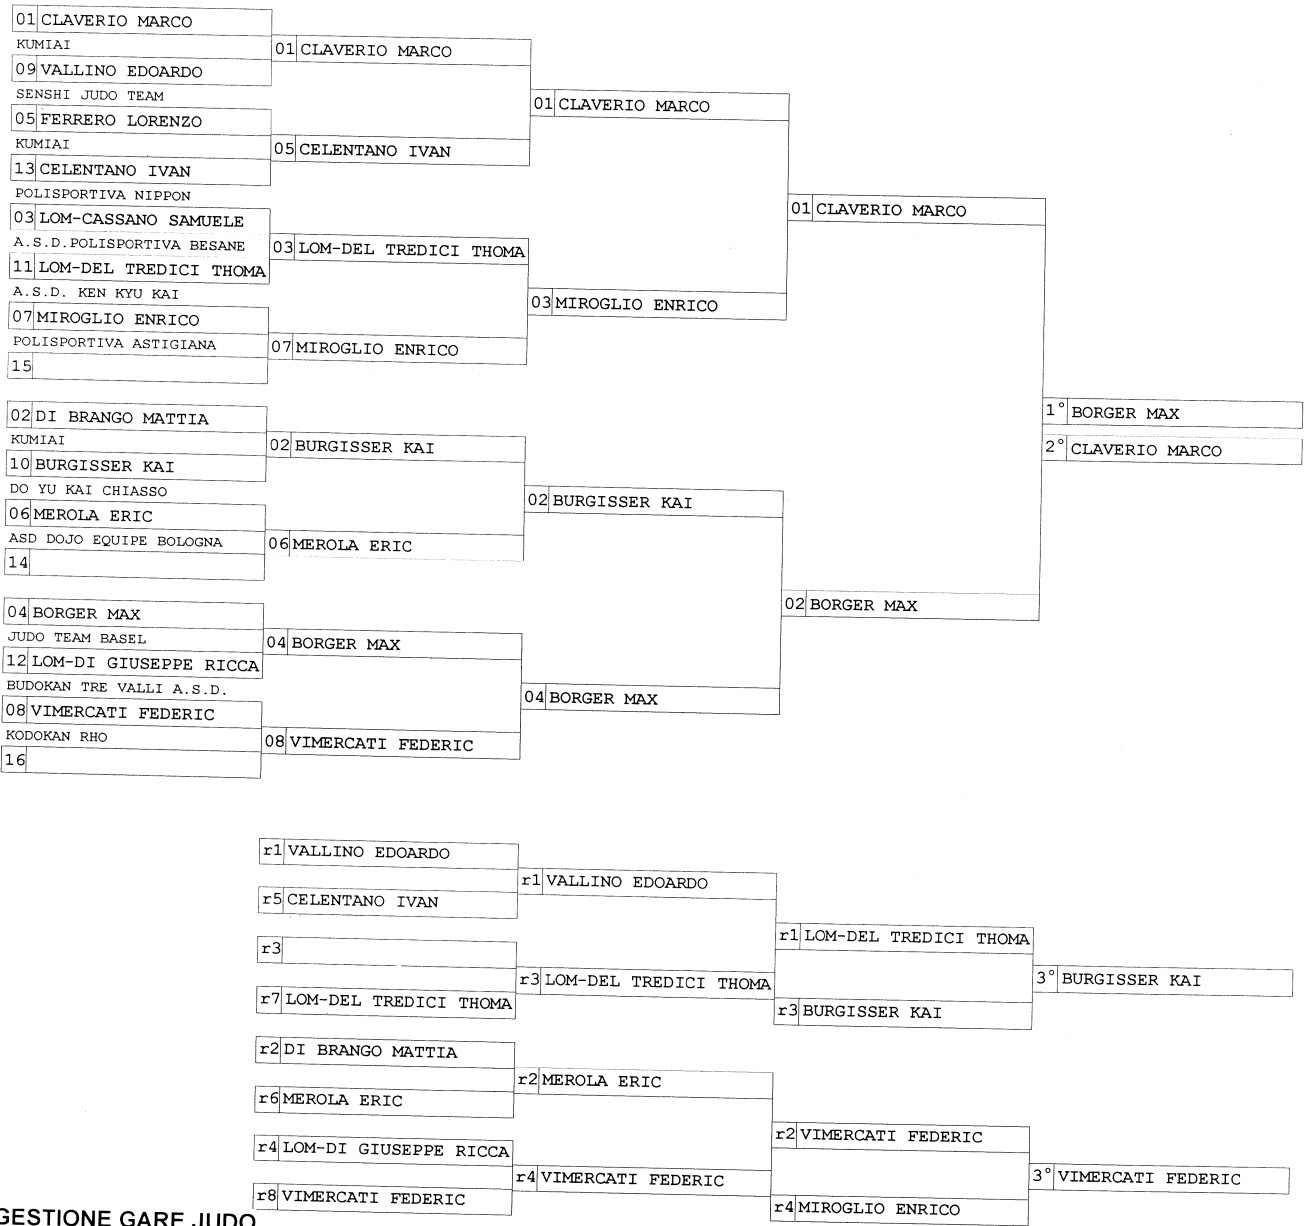 01 CLAVERIO MARCO
KUMIAI
09 VALLINO EDOARDO
SENSHI JUDO TEAM
05 FERRERO LORENZO
KUMIAI
13 CELENTANO IVAN
POLISPORTIVA NIPPON
03 LOM-CASSANO SAMUELE
A.S.D.POLISPORTIVA BESANE
11 LOM-DEL TREDICI THOMA
A.S.D. KEN KYU KAI
07 MIROGLIO ENRICO
POLISPORTIVA ASTIGIANA
15
02 DI BRANGO MATTIA
KUMIAI
10 BURGISSER KAI
DO YU KAI CHIASSO
06 MEROLA ERIC
ASD DOJO EQUIPE BOLOGNA
14
04 BORGER MAX
JUDO TEAM BASEL
12 LOM-DI GIUSEPPE RICCA
BUDOKAN TRE VALLI A.S.D.
08 VIMERCATI FEDERIC
KODOKAN RHO
16
01 CLAVERIO MARCO
05 CELENTANO IVAN
03 LOM-DEL TREDICI THOMA
07 MIROGLIO ENRICO
02 BURGISSER KAI
06 MEROLA ERIC
04 BORGER MAX
08 VIMERCATI FEDERIC
01 CLAVERIO MARCO
03 MIROGLIO ENRICO
02 BURGISSER KAI
04 BORGER MAX
01 CLAVERIO MARCO
02 BORGER MAX
1° BORGER MAX
2° CLAVERIO MARCO
r1 VALLINO EDOARDO
r5 CELENTANO IVAN
r3
r7 LOM-DEL TREDICI THOMA
r2 DI BRANGO MATTIA
r6 MEROLA ERIC
r4 LOM-DI GIUSEPPE RICCA
r8 VIMERCATI FEDERIC
r1 VALLINO EDOARDO
r3 LOM-DEL TREDICI THOMA
r2 MEROLA ERIC
r4 VIMERCATI FEDERIC
r1 LOM-DEL TREDICI THOMA
r3 BURGISSER KAI
r2 VIMERCATI FEDERIC
r4 MIROGLIO ENRICO
3° BURGISSER KAI
3° VIMERCATI FEDERIC
GESTIONE GARE JUDO